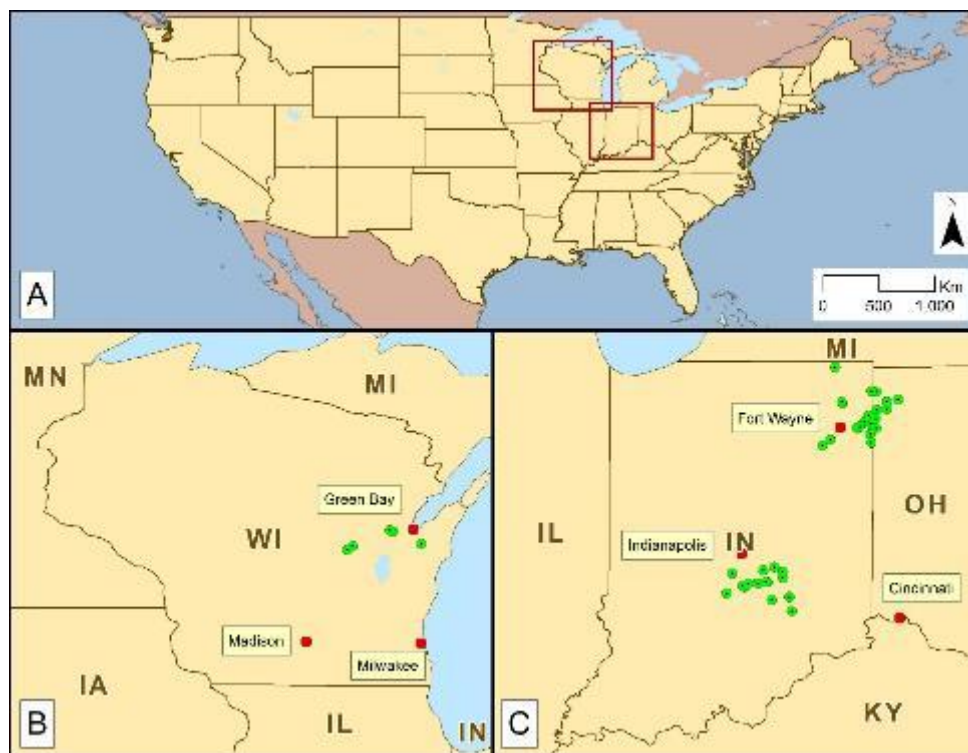 A
Km
0 500 1,000
MN
MI
Green Bay
WI
Madison
Milwakee
IA
IL
IN
B
MI
Fort Wayne
IL
OH
Indianapolis
IN
Cincinnati
KY
C